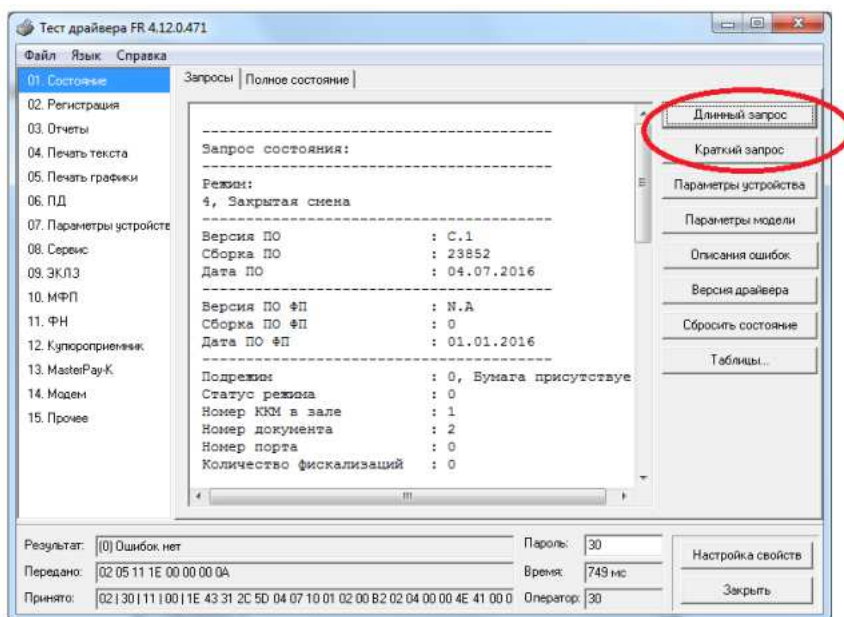 Тест драйвера FR 4.12.0.471
Файл Язык Справка
01. Состояние
02. Регистрация
03. Отчеты
04. Печать текста
05. Печать графики
06. ПД
07. Параметры устройств
08. Сервис
09. ЭКЛЗ
10. МФП
11. ФН
12. Купюроприемник
13. MasterPay-K
14. Модем
15. Прочее
Запросы Полное состояние
Запрос состояния:
Режим:
4, Закрытая смена
Версия ПО : C.1
Сборка ПО : 23852
Дата ПО : 04.07.2016
Версия ПО ФП : N.A
Сборка ПО ФП : 0
Дата ПО ФП : 01.01.2016
Подрежим : 0, Бумага присутствуе
Статус режима : 0
Номер ККМ в зале : 1
Номер документа : 2
Номер порта : 0
Количество фискализаций : 0
Длинный запрос
Краткий запрос
Параметры устройства
Параметры модели
Описания ошибок
Версия драйвера
Сбросить состояние
Таблицы...
Результат: (0) Ошибок нет
Передано: 02 05 11 1E 00 00 00 0A
Принято: 02 | 30 | 11 | 00 | 1E 43 31 2C 5D 04 07 10 01 02 00 B2 02 04 00 00 4E 41 00 0
Пароль: 30
Время: 749 мс
Оператор: 30
Настройка свойств
Закрыть